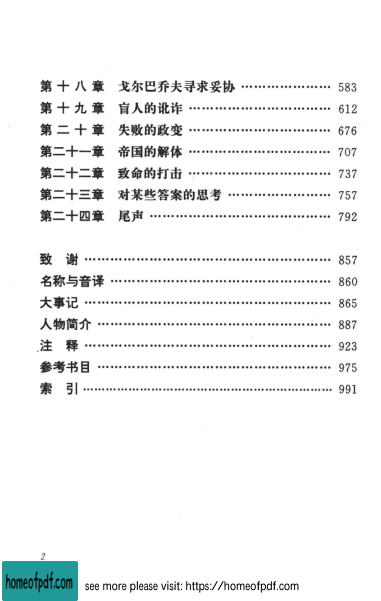 第十八章 戈尔巴乔夫寻求妥协 …………………… 583
第十九章 盲人的讹诈 …………………… 612
第二十章 失败的政变 …………………… 676
第二十一章 帝国的解体 …………………… 707
第二十二章 致命的打击 …………………… 737
第二十三章 对某些答案的思考 …………………… 757
第二十四章 尾声 …………………… 792
致 谢 …………………… 857
名称与音译 …………………… 860
大事记 …………………… 865
人物简介 …………………… 887
注 释 …………………… 923
参考书目 …………………… 975
索 引 …………………… 991
2
homeofpdf.com see more please visit: https://homeofpdf.com